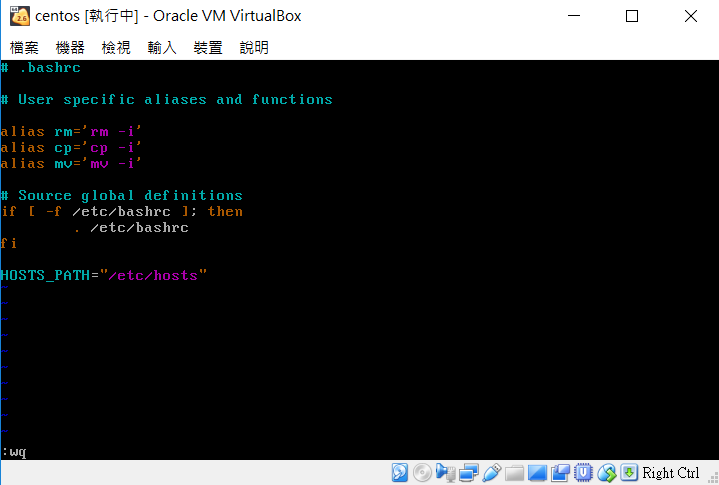 centos [執行中] - Oracle VM VirtualBox
檔案 機器 檢視 輸入 裝置 說明
# .bashrc
# User specific aliases and functions
alias rm='rm -i'
alias cp='cp -i'
alias mv='mv -i'
# Source global definitions
if [ -f /etc/bashrc ]; then
        . /etc/bashrc
fi
HOSTS_PATH="/etc/hosts"
~
~
~
~
~
~
~
~
~
~
:wq
Right Ctrl